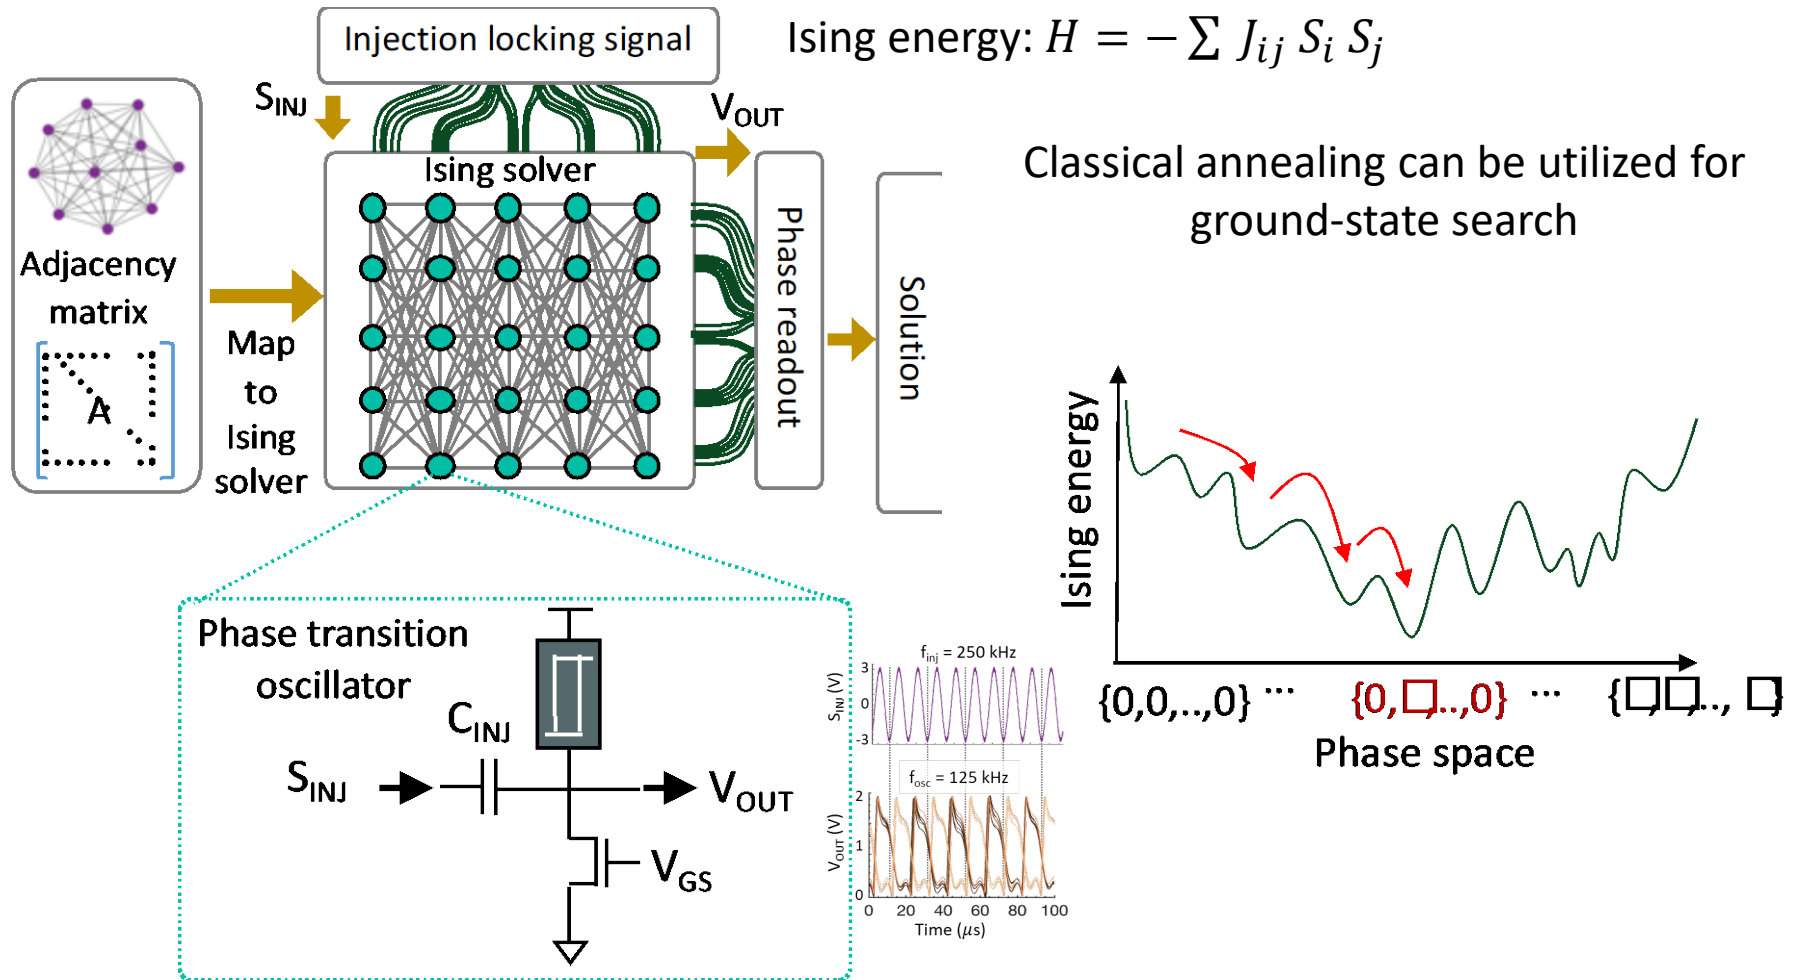 Injection locking signal
Ising energy: H = − ∑ J_{ij} S_i S_j
S_INJ
V_OUT
Ising solver
Classical annealing can be utilized for
ground-state search
Adjacency
matrix
A
Map
to
Ising
solver
Phase readout
Solution
Ising energy
{0,0,..,0} ... {0,□,..,0} ... {□,□,.., □}
Phase space
Phase transition
oscillator
C_INJ
S_INJ
V_OUT
V_GS
f_inj = 250 kHz
S_INJ (V)
3
0
-3
f_osc = 125 kHz
V_OUT (V)
2
1
0
0 20 40 60 80 100
Time (μs)